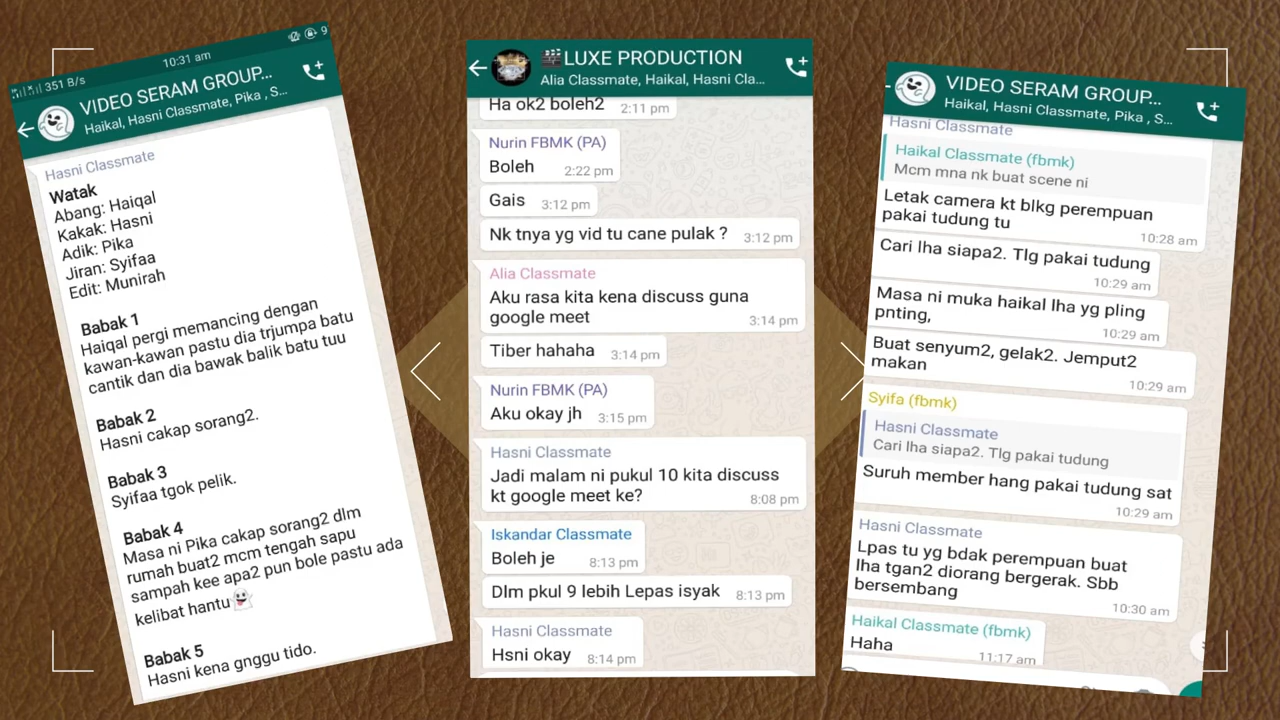 351 B/s
10:31 am
9
VIDEO SERAM GROUP...
Haikal, Hasni Classmate, Pika , S...
Hasni Classmate
Watak
Abang: Haiqal
Kakak: Hasni
Adik: Pika
Jiran: Syifaa
Edit: Munirah
Babak 1
Haiqal pergi memancing dengan
kawan-kawan pastu dia trjumpa batu
cantik dan dia bawak balik batu tuu
Babak 2
Hasni cakap sorang2.
Babak 3
Syifaa tgok pelik.
Babak 4
Masa ni Pika cakap sorang2 dlm
rumah buat2 mcm tengah sapu
sampah kee apa2 pun bole pastu ada
kelibat hantu👻
Babak 5
Hasni kena gnggu tido.
🎬LUXE PRODUCTION
Alia Classmate, Haikal, Hasni Cla...
Ha ok2 boleh2 2:11 pm
Nurin FBMK (PA)
Boleh 2:22 pm
Gais 3:12 pm
Nk tnya yg vid tu cane pulak ? 3:12 pm
Alia Classmate
Aku rasa kita kena discuss guna
google meet 3:14 pm
Tiber hahaha 3:14 pm
Nurin FBMK (PA)
Aku okay jh 3:15 pm
Hasni Classmate
Jadi malam ni pukul 10 kita discuss
kt google meet ke? 8:08 pm
Iskandar Classmate
Boleh je 8:13 pm
Dlm pkul 9 lebih Lepas isyak 8:13 pm
Hasni Classmate
Hsni okay 8:14 pm
VIDEO SERAM GROUP...
Haikal, Hasni Classmate, Pika , S...
Hasni Classmate
Haikal Classmate (fbmk)
Mcm mna nk buat scene ni
Letak camera kt blkg perempuan
pakai tudung tu 10:28 am
Cari lha siapa2. Tlg pakai tudung
10:29 am
Masa ni muka haikal lha yg pling
pnting, 10:29 am
Buat senyum2, gelak2. Jemput2
makan 10:29 am
Syifa (fbmk)
Hasni Classmate
Cari lha siapa2. Tlg pakai tudung
Suruh member hang pakai tudung sat
10:29 am
Hasni Classmate
Lpas tu yg bdak perempuan buat
lha tgan2 diorang bergerak. Sbb
bersembang 10:30 am
Haikal Classmate (fbmk)
Haha 11:17 am